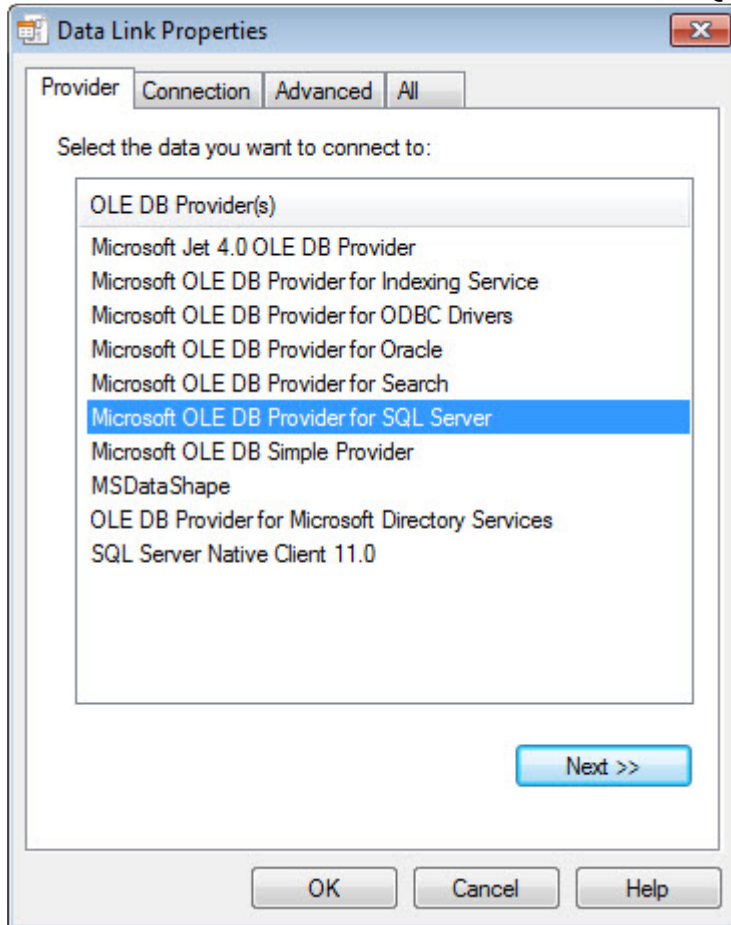 Data Link Properties
Provider Connection Advanced All
Select the data you want to connect to:
OLE DB Provider(s)
Microsoft Jet 4.0 OLE DB Provider
Microsoft OLE DB Provider for Indexing Service
Microsoft OLE DB Provider for ODBC Drivers
Microsoft OLE DB Provider for Oracle
Microsoft OLE DB Provider for Search
Microsoft OLE DB Provider for SQL Server
Microsoft OLE DB Simple Provider
MSDataShape
OLE DB Provider for Microsoft Directory Services
SQL Server Native Client 11.0
Next >>
OK Cancel Help